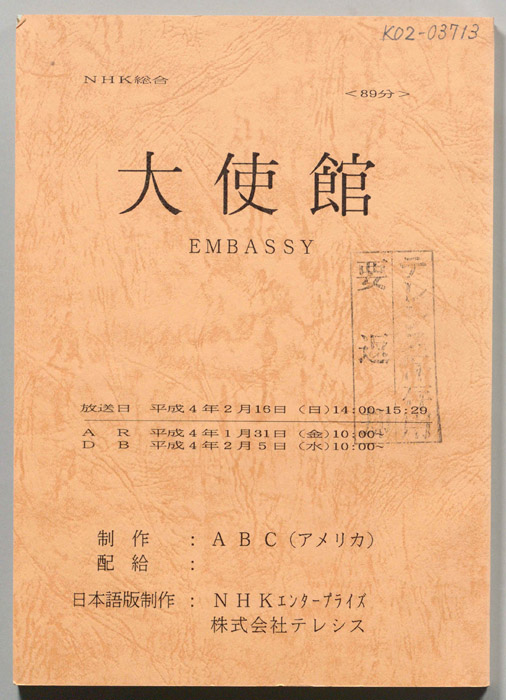 K02-03713
NHK総合
＜89分＞
大使館
EMBASSY
要返
放送日 平成4年2月16日（日）14:00~15:29
AR 平成4年1月31日（金）10:00~
DB 平成4年2月5日（水）10:00~
制作 : ABC（アメリカ）
配給 :
日本語版制作 : NHKｴﾝﾀｰﾌﾟﾗｲｽﾞ
株式会社テレシス